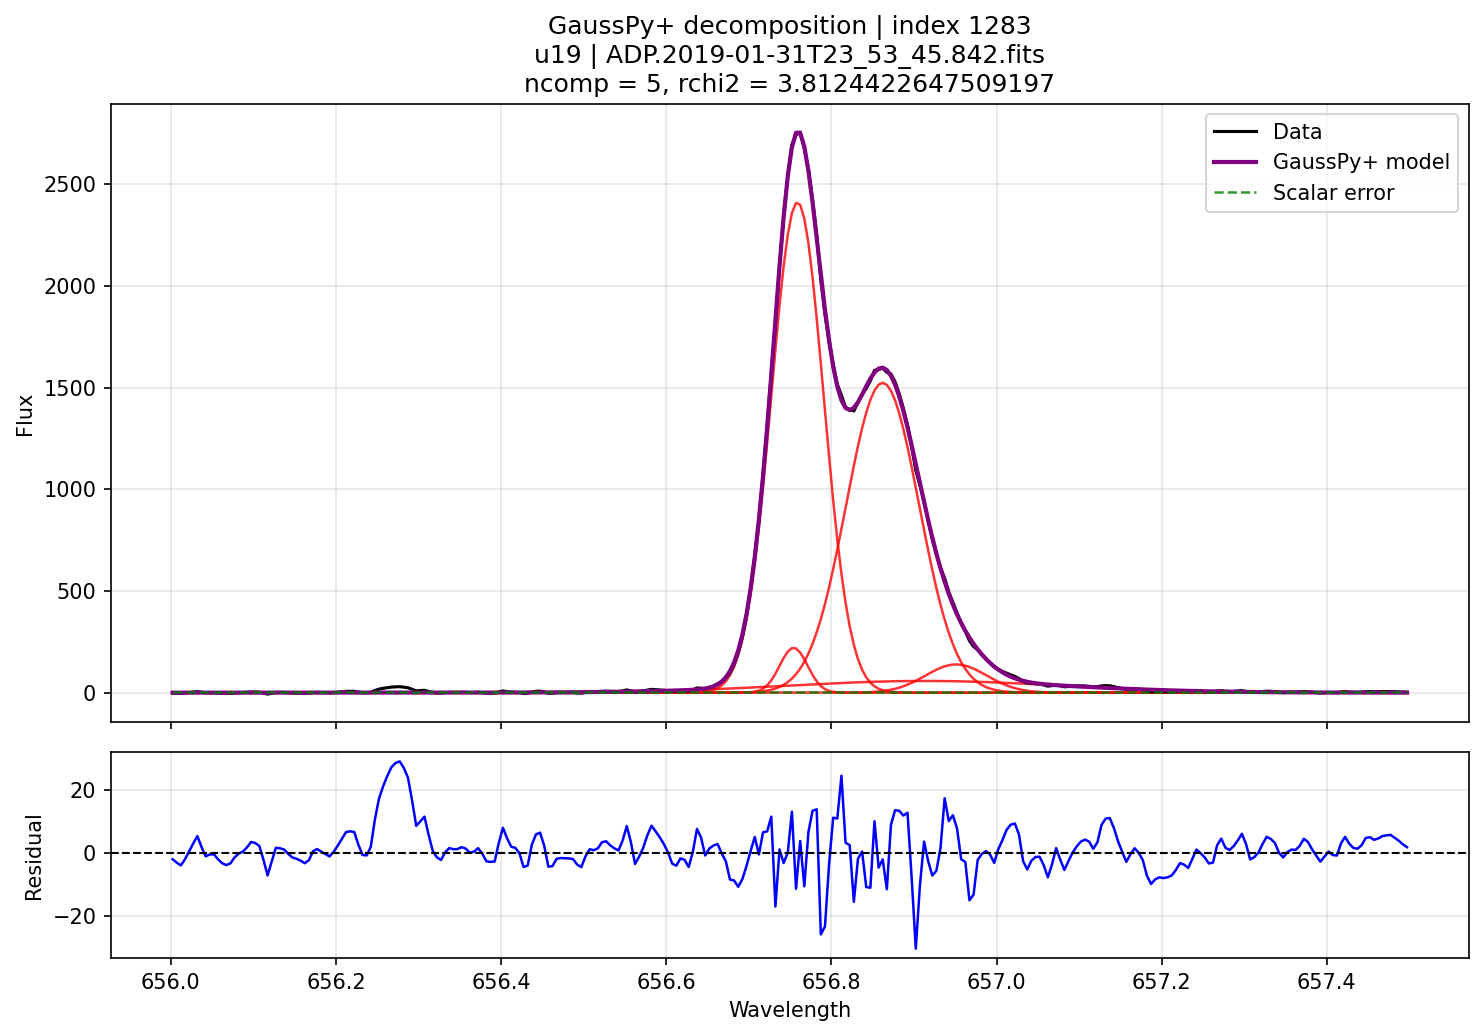 GaussPy+ decomposition | index 1283
u19 | ADP.2019-01-31T23_53_45.842.fits
ncomp = 5, rchi2 = 3.8124422647509197
Data
GaussPy+ model
Scalar error
Flux
2500
2000
1500
1000
500
0
Residual
20
0
−20
656.0
656.2
656.4
656.6
656.8
657.0
657.2
657.4
Wavelength